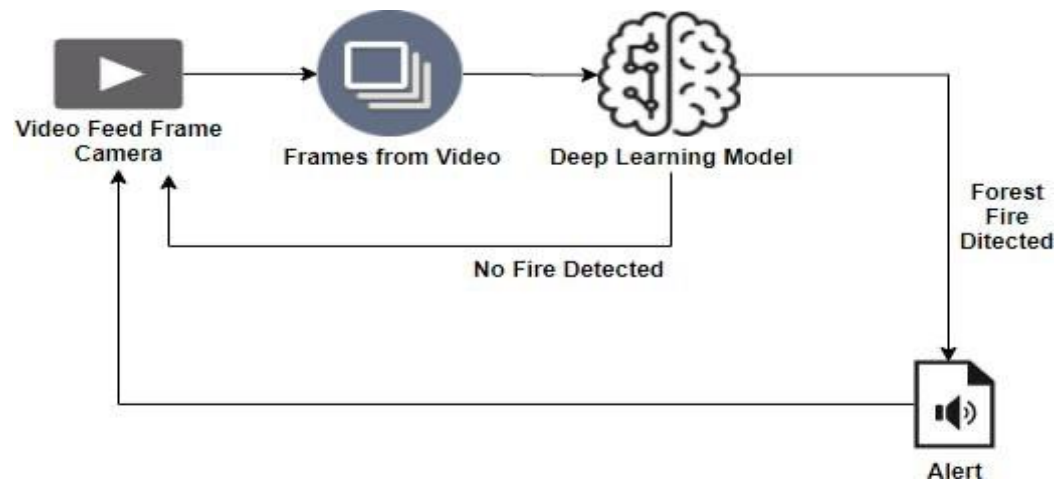 Video Feed Frame
Camera
Frames from Video
Deep Learning Model
Forest
Fire
Ditected
No Fire Detected
Alert